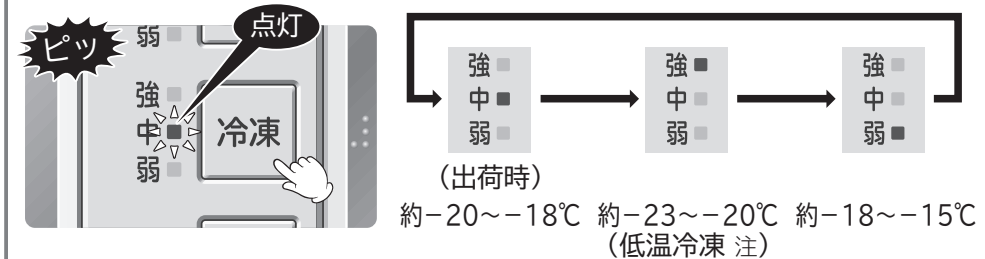 ピッ
点灯
弱
強
中
弱
冷凍
強
中
弱
(出荷時)
約−20~−18℃
強
中
弱
約−23~−20℃
(低温冷凍 注)
強
中
弱
約−18~−15℃